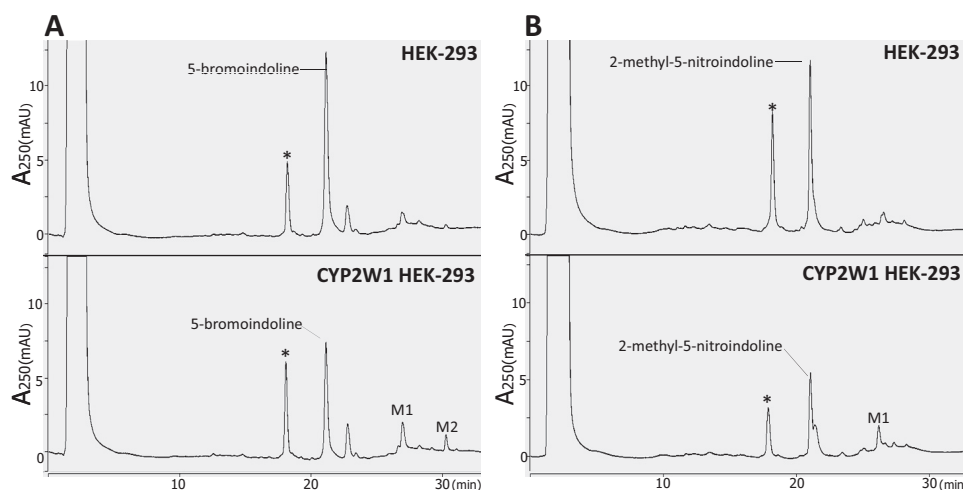 A
HEK-293
5-bromoindoline
*
10
5
0
A250(mAU)
CYP2W1 HEK-293
5-bromoindoline
*
M1
M2
10
5
0
A250(mAU)
10
20
30 (min)
B
HEK-293
2-methyl-5-nitroindoline
*
10
5
0
A250(mAU)
CYP2W1 HEK-293
2-methyl-5-nitroindoline
*
M1
10
5
0
A250(mAU)
10
20
30 (min)